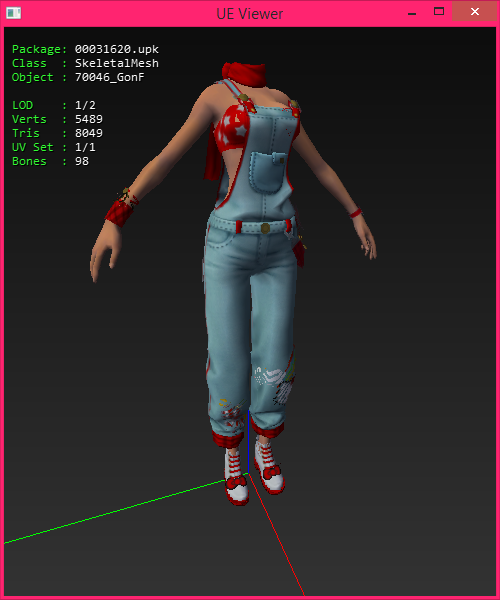 UE Viewer
Package: 00031620.upk
Class : SkeletalMesh
Object : 70046_GonF
LOD : 1/2
Verts : 5489
Tris : 8049
UV Set : 1/1
Bones : 98